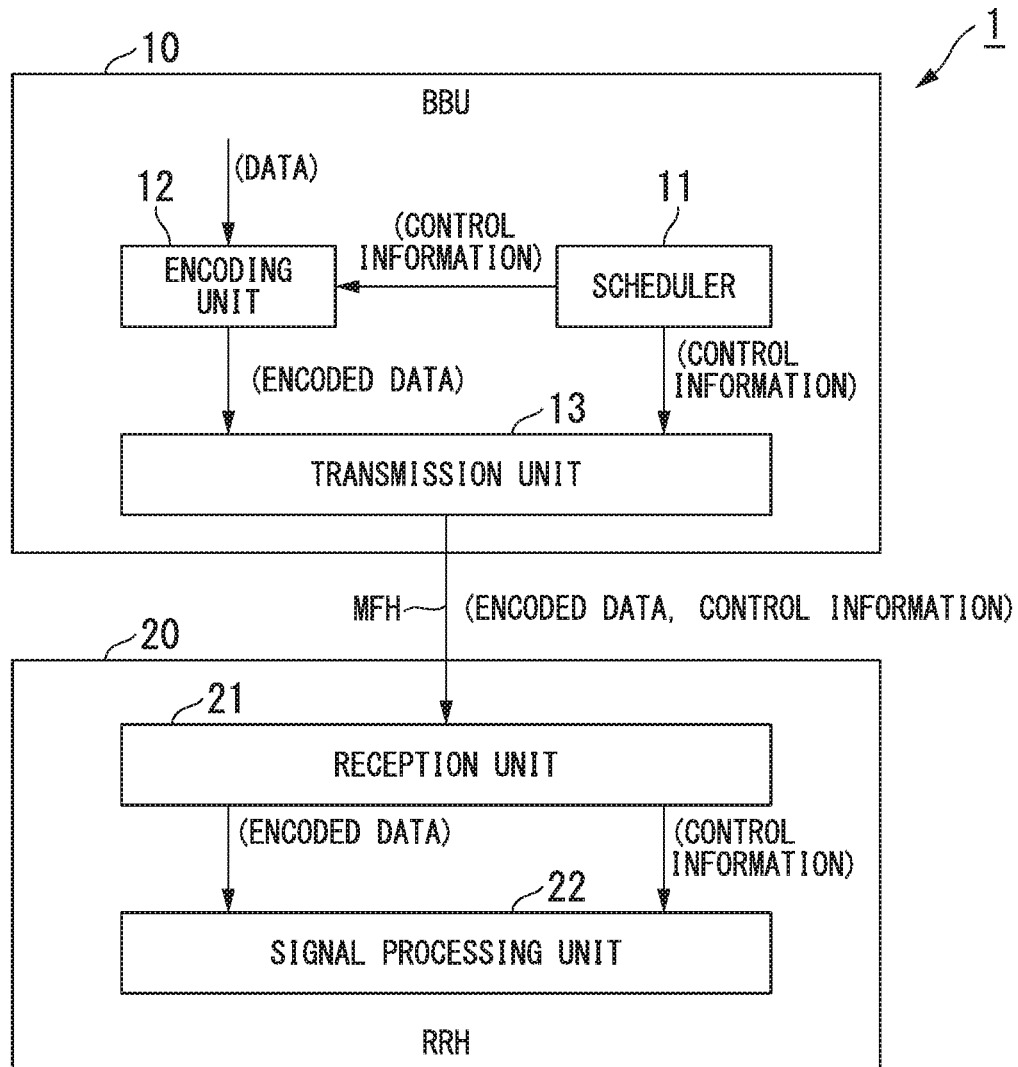 1
10
BBU
(DATA)
12
11
(CONTROL
INFORMATION)
ENCODING
UNIT
SCHEDULER
(CONTROL
INFORMATION)
(ENCODED DATA)
13
TRANSMISSION UNIT
MFH
(ENCODED DATA, CONTROL INFORMATION)
20
21
RECEPTION UNIT
(ENCODED DATA)
(CONTROL
INFORMATION)
22
SIGNAL PROCESSING UNIT
RRH